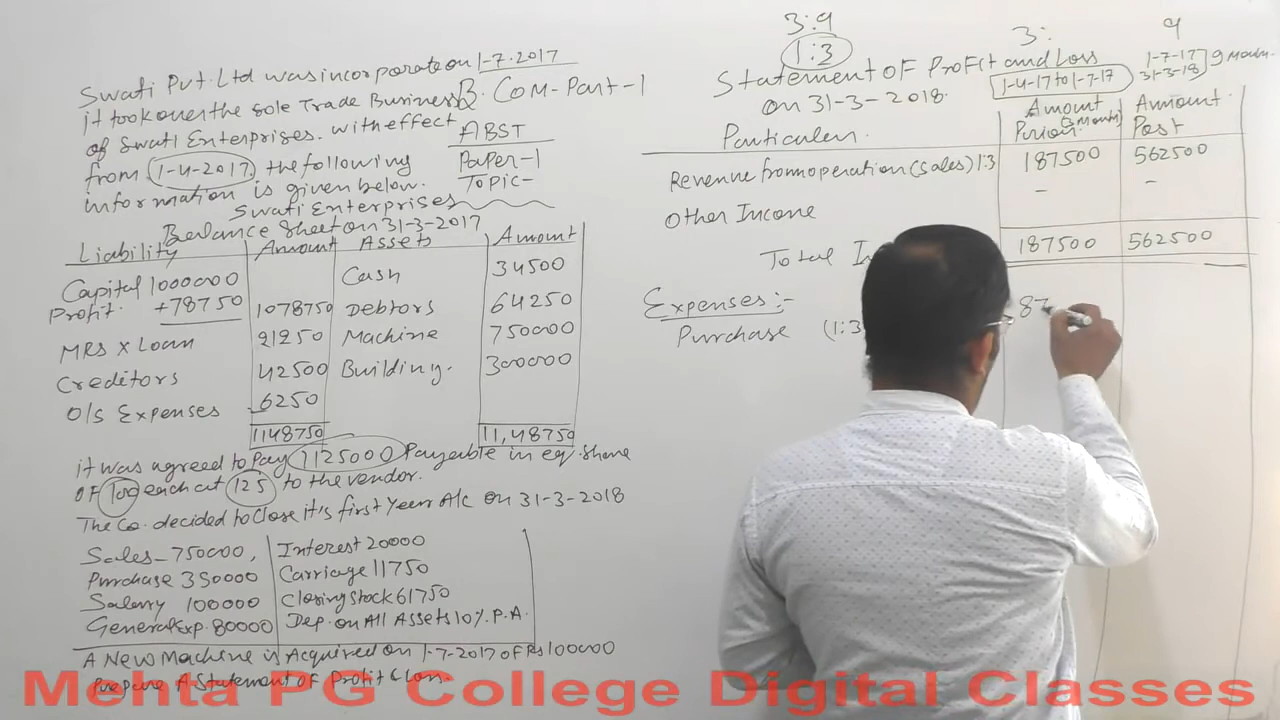 Swati Pvt. Ltd was incorporate on 1-7-2017
it took over the sole Trade Business
of Swati Enterprises. with effect
from 1-4-2017 the following
information is given below.
B. Com-Part-1
ABST
Paper-1
Topic-
Swati Enterprises
Balance Sheet on 31-3-2017
Liability Amount Assets Amount
Capital 1000000 Cash 34500
Profit. +78750 1078750 Debtors 64250
MRS X Loan 21250 Machine 750000
Creditors 42500 Building. 300000
O/S Expenses 6250
1148750 11,48750
it was agreed to pay 1125000 Payable in eq. share
of 100 each at 125 to the vendor.
The Co. decided to close it's first year A/c on 31-3-2018
Sales - 750000, Interest 20000
Purchase 350000 Carriage 11750
Salary 100000 Closing stock 61750
General Exp. 80000 Dep. on All Assets 10% P.A.
A New Machine is Acquired on 1-7-2017 of Rs 100000
Prepare A Statement of Profit & Loss.
3:9
1:3
3: 9
Statement of Profit and Loss
on 31-3-2018.
1-4-17 to 1-7-17
1-7-17
31-3-18 9 Month
Particulars Amount Amount
(3 Month)
Post
Revenue from operation (Sales) 1:3 187500 562500
Other Income - -
Total 187500 562500
Expenses :-
Purchase (1:3 87
Mehta PG College Digital Classes